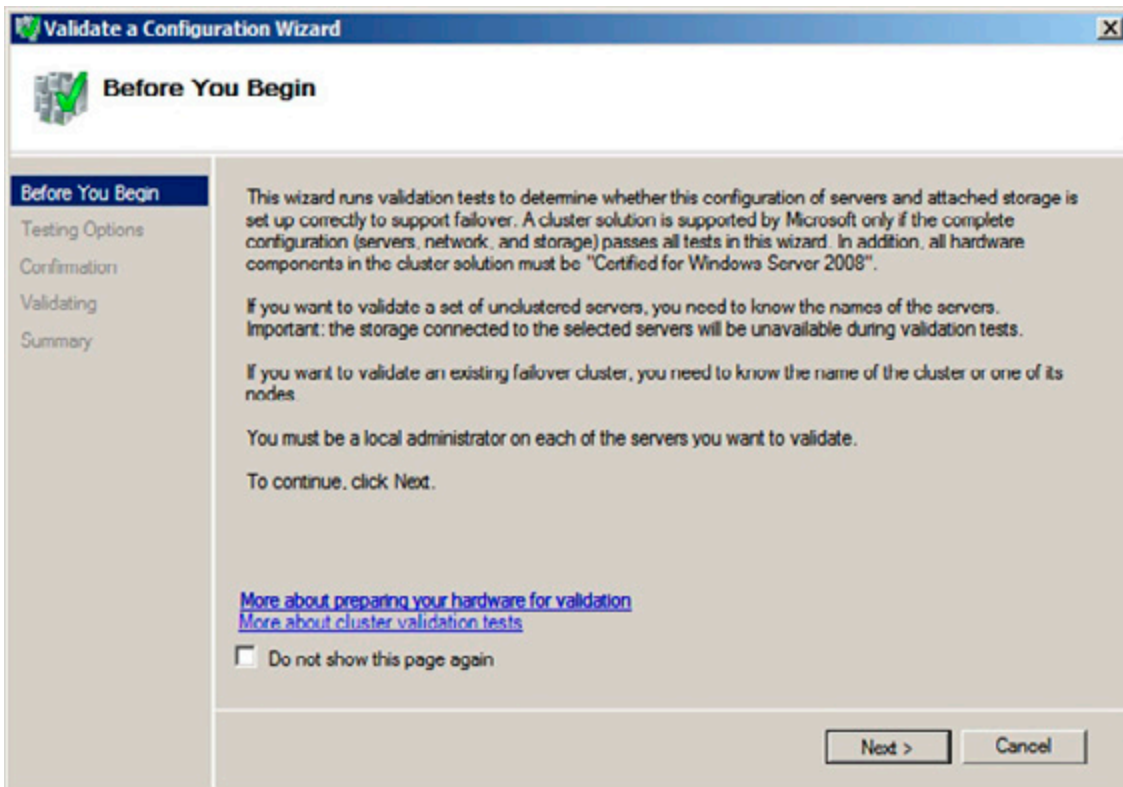 Validate a Configuration Wizard
Before You Begin
Before You Begin
Testing Options
Confirmation
Validating
Summary
This wizard runs validation tests to determine whether this configuration of servers and attached storage is
set up correctly to support failover. A cluster solution is supported by Microsoft only if the complete
configuration (servers, network, and storage) passes all tests in this wizard. In addition, all hardware
components in the cluster solution must be "Certified for Windows Server 2008".
If you want to validate a set of unclustered servers, you need to know the names of the servers.
Important: the storage connected to the selected servers will be unavailable during validation tests.
If you want to validate an existing failover cluster, you need to know the name of the cluster or one of its
nodes.
You must be a local administrator on each of the servers you want to validate.
To continue, click Next.
More about preparing your hardware for validation
More about cluster validation tests
Do not show this page again
Next >
Cancel